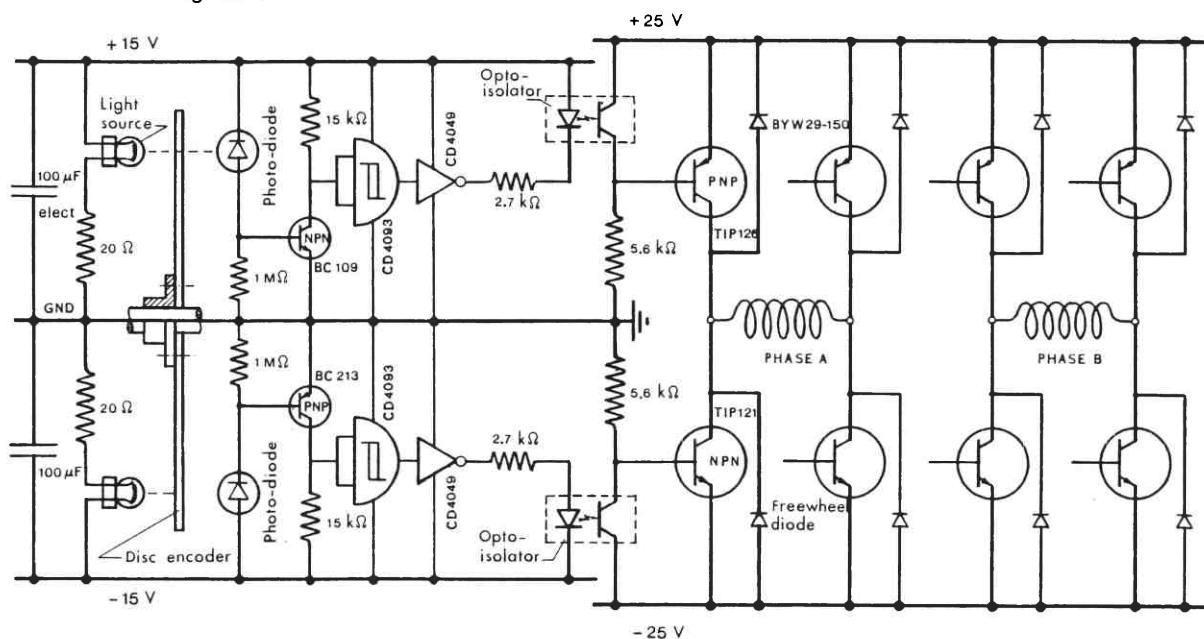 + 25 V
+ 15 V
Light
source
Photo-diode
15 kΩ
CD4093
CD4049
2.7 kΩ
Opto-
isolator
BYW29-150
PNP
TIP126
100 µF
elect
20 Ω
NPN
BC 109
1 MΩ
5.6 kΩ
GND
PHASE A
PHASE B
20 Ω
1 MΩ
BC 213
PNP
CD4093
CD4049
2.7 kΩ
5.6 kΩ
TIP121
NPN
100 µF
Photo-diode
15 kΩ
Opto-
isolator
Freewheel
diode
Disc encoder
– 15 V
– 25 V